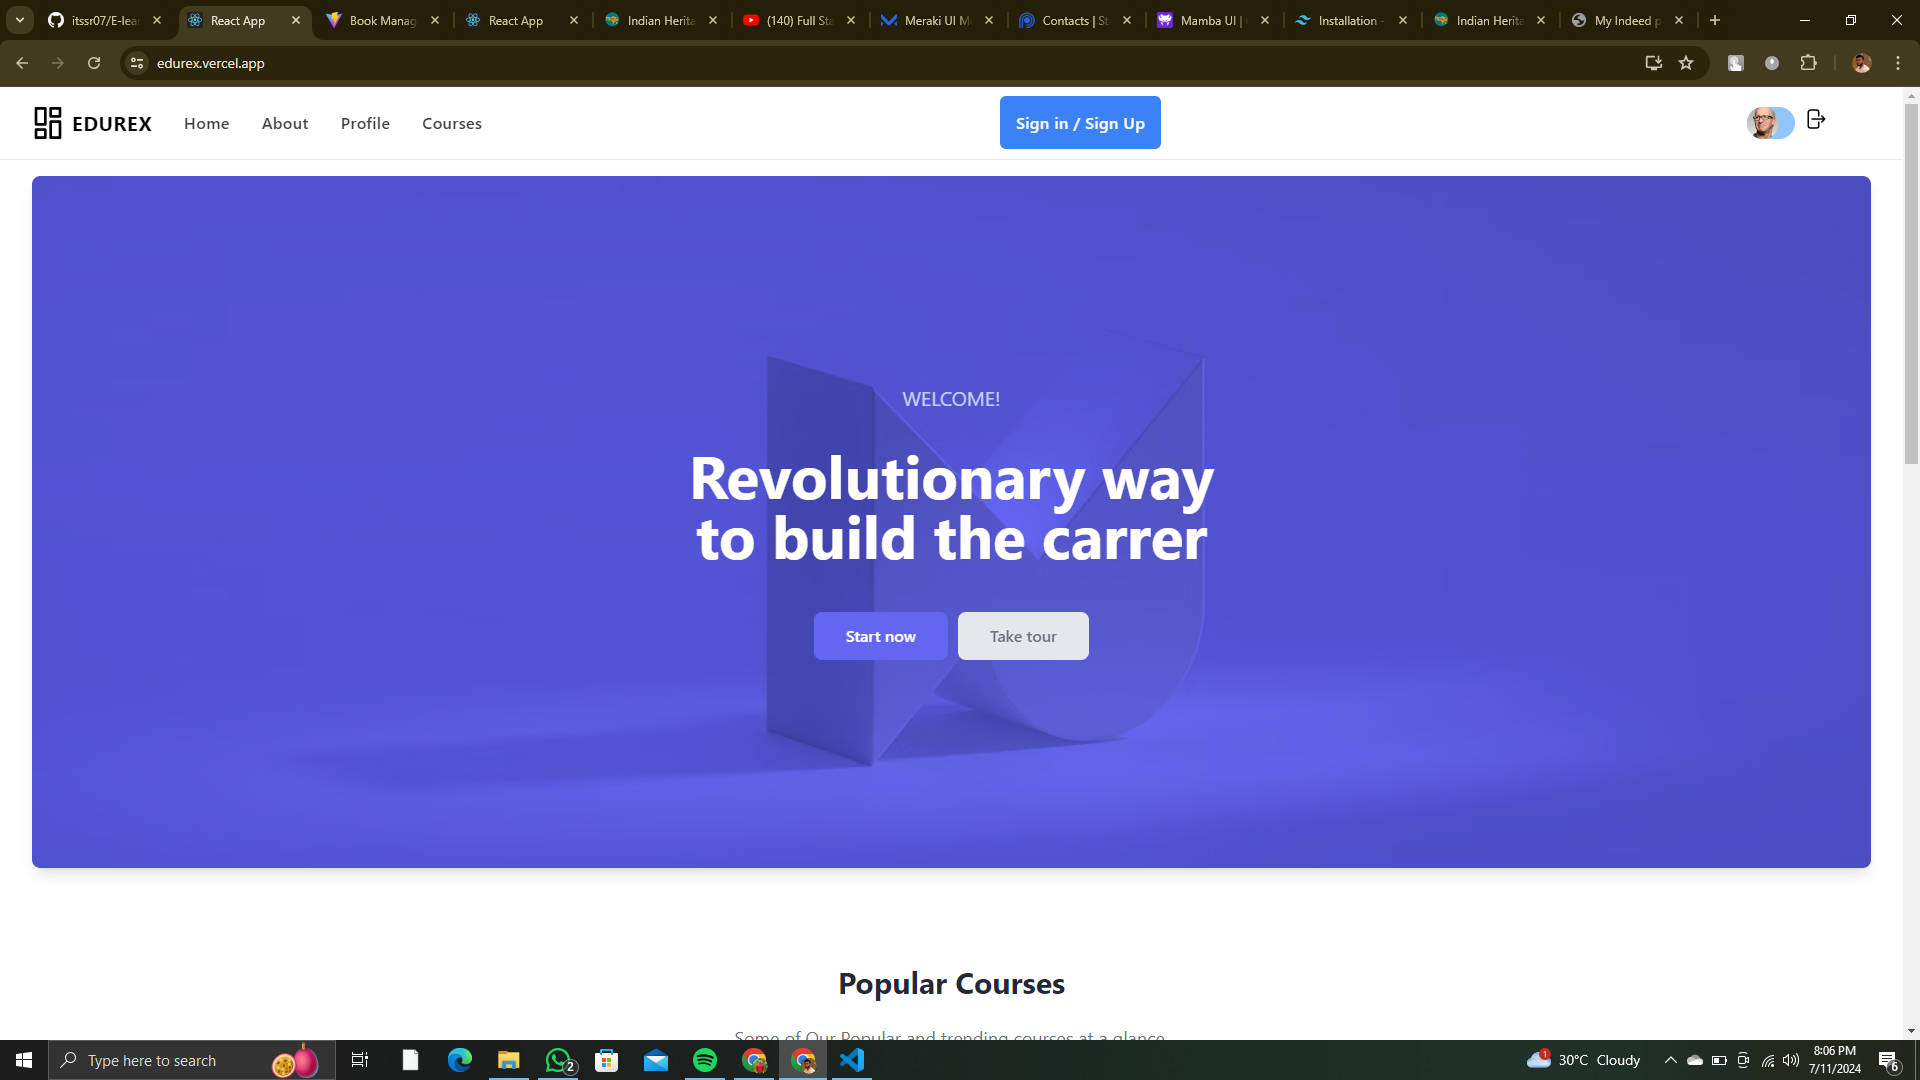 itssr07/E-lea
React App
Book Manag
React App
Indian Herita
(140) Full Sta
Meraki UI M
Contacts | St
Mamba UI |
Installation -
Indian Herita
My Indeed p
edurex.vercel.app
EDUREX
Home
About
Profile
Courses
Sign in / Sign Up
WELCOME!
Revolutionary way
to build the carrer
Start now
Take tour
Popular Courses
Some of Our Popular and trending courses at a glance
Type here to search
2
1
30°C Cloudy
8:06 PM
7/11/2024
6